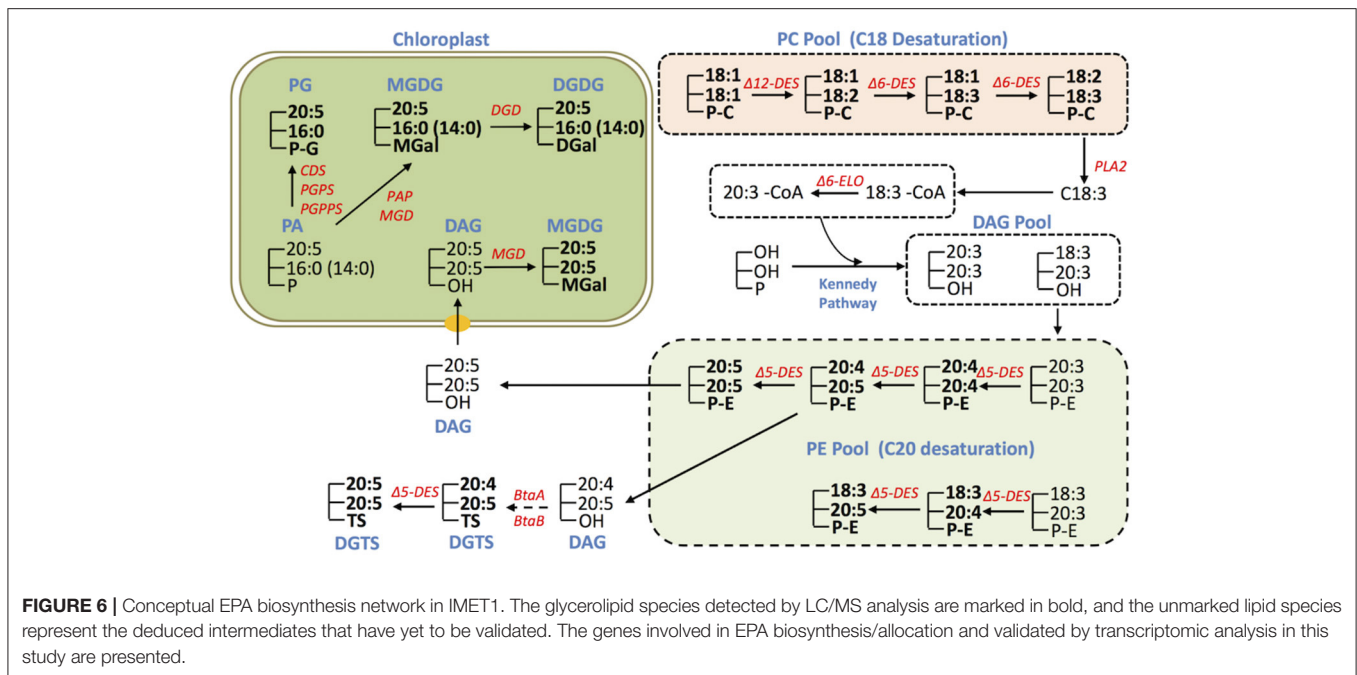 Chloroplast
PG
20:5
16:0
P-G
MGDG
20:5
16:0 (14:0)
MGal
DGD
DGDG
20:5
16:0 (14:0)
DGal
CDS
PGPS
PGPPS
PAP
MGD
PA
20:5
16:0 (14:0)
P
DAG
20:5
20:5
OH
MGD
MGDG
20:5
20:5
MGal
PC Pool (C18 Desaturation)
18:1
18:1
P-C
Δ12-DES
18:1
18:2
P-C
Δ6-DES
18:1
18:3
P-C
Δ6-DES
18:2
18:3
P-C
PLA2
20:3 -CoA
Δ6-ELO
18:3 -CoA
C18:3
DAG Pool
OH
OH
P
Kennedy
Pathway
20:3
20:3
OH
18:3
20:3
OH
20:5
20:5
OH
DAG
20:5
20:5
P-E
Δ5-DES
20:4
20:5
P-E
Δ5-DES
20:4
20:4
P-E
Δ5-DES
20:3
20:3
P-E
PE Pool (C20 desaturation)
18:3
20:5
P-E
Δ5-DES
18:3
20:4
P-E
Δ5-DES
18:3
20:3
P-E
20:5
20:5
TS
DGTS
Δ5-DES
20:4
20:5
TS
DGTS
BtaA
BtaB
20:4
20:5
OH
DAG
FIGURE 6 | Conceptual EPA biosynthesis network in IMET1. The glycerolipid species detected by LC/MS analysis are marked in bold, and the unmarked lipid species
represent the deduced intermediates that have yet to be validated. The genes involved in EPA biosynthesis/allocation and validated by transcriptomic analysis in this
study are presented.